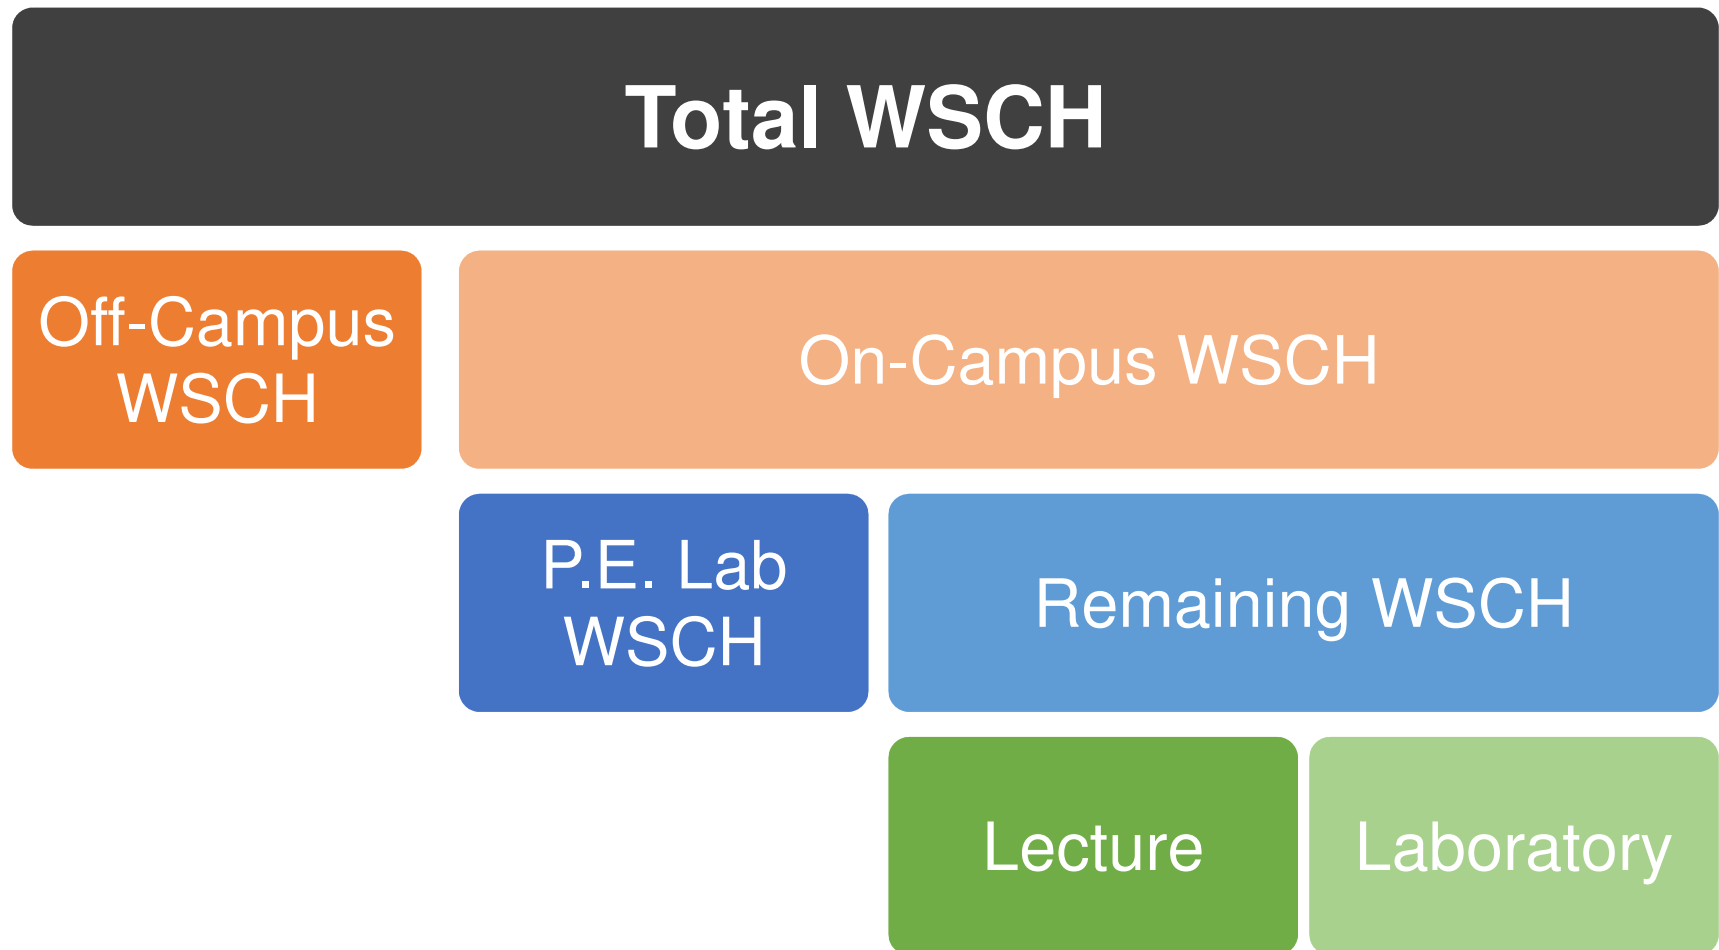 Total WSCH
Off-Campus
WSCH
On-Campus WSCH
P.E. Lab
WSCH
Remaining WSCH
Lecture
Laboratory